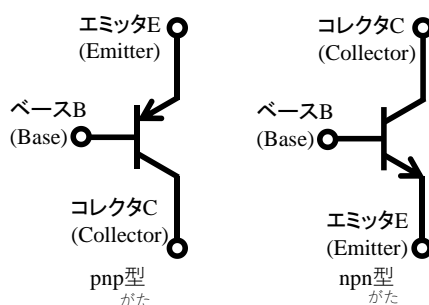 エミッタE
(Emitter)
ベースB
(Base)
コレクタC
(Collector)
pnp型
がた
コレクタC
(Collector)
ベースB
(Base)
エミッタE
(Emitter)
npn型
がた